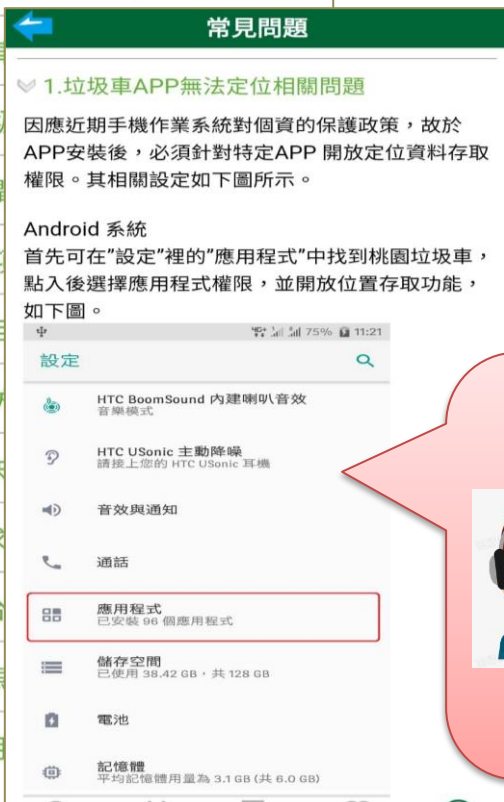 常見問題
1.垃圾車APP無法定位相關問題
因應近期手機作業系統對個資的保護政策，故於
APP安裝後，必須針對特定APP 開放定位資料存取
權限。其相關設定如下圖所示。
Android 系統
首先可在”設定”裡的”應用程式”中找到桃園垃圾車，
點入後選擇應用程式權限，並開放位置存取功能，
如下圖。
75% 11:21
設定
HTC BoomSound 內建喇叭音效
音樂模式
HTC USonic 主動降噪
請接上您的 HTC USonic 耳機
音效與通知
通話
應用程式
已安裝 96 個應用程式
儲存空間
已使用 38.42 GB，共 128 GB
電池
記憶體
平均記憶體用量為 3.1 GB (共 6.0 GB)